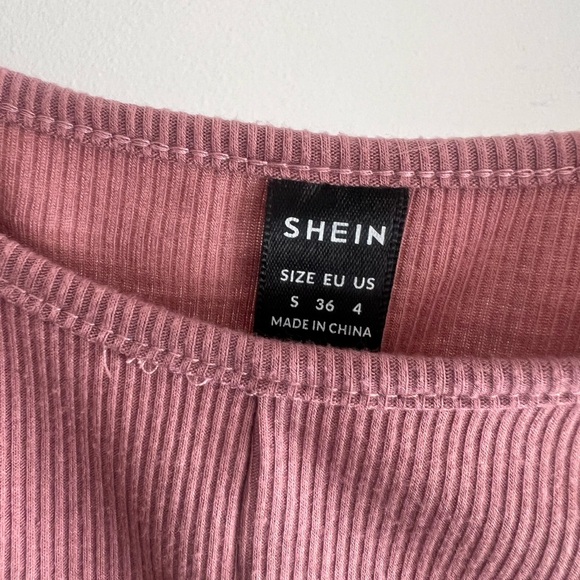 SHEIN
SIZE EU US
S 36 4
MADE IN CHINA